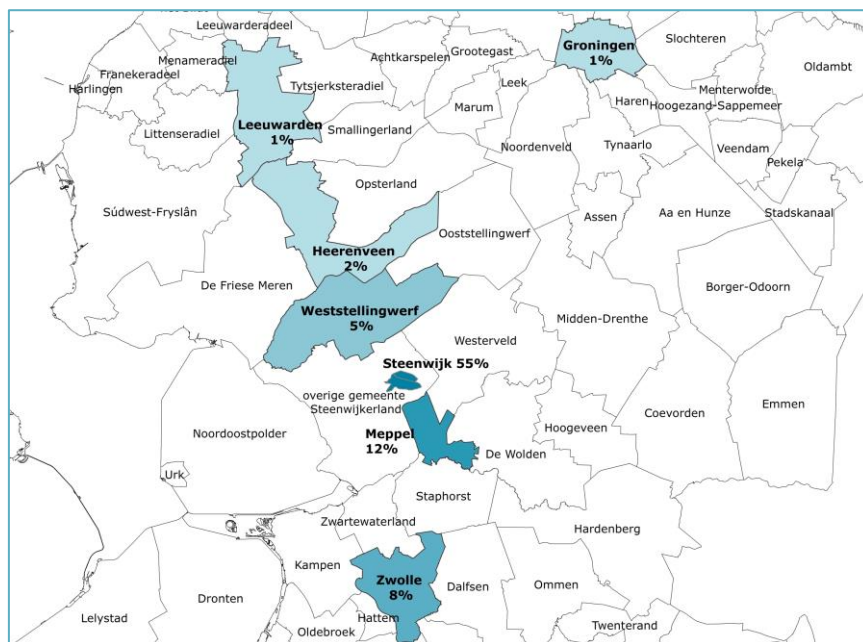 Leeuwarderadeel
Groningen
1%
Slochteren
Menameradiel
Achtkarspelen
Grootegast
Oldambt
Franekeradeel
Harlingen
Tytsjerksteradiel
Leek
Menterwolde
Marum
Haren
Hoogezand-Sappemeer
Leeuwarden
1%
Littenseradiel
Smallingerland
Noordenveld
Tynaarlo
Veendam
Pekela
Opsterland
Súdwest-Fryslân
Assen
Aa en Hunze
Stadskanaal
Ooststellingwerf
Heerenveen
2%
De Friese Meren
Borger-Odoorn
Weststellingwerf
5%
Westerveld
Midden-Drenthe
Steenwijk 55%
overige gemeente
Steenwijkerland
Emmen
Coevorden
Noordoostpolder
Meppel
12%
Hoogeveen
De Wolden
Urk
Staphorst
Zwartewaterland
Hardenberg
Kampen
Zwolle
8%
Dalfsen
Ommen
Dronten
Lelystad
Hattem
Oldebroek
Twenterand